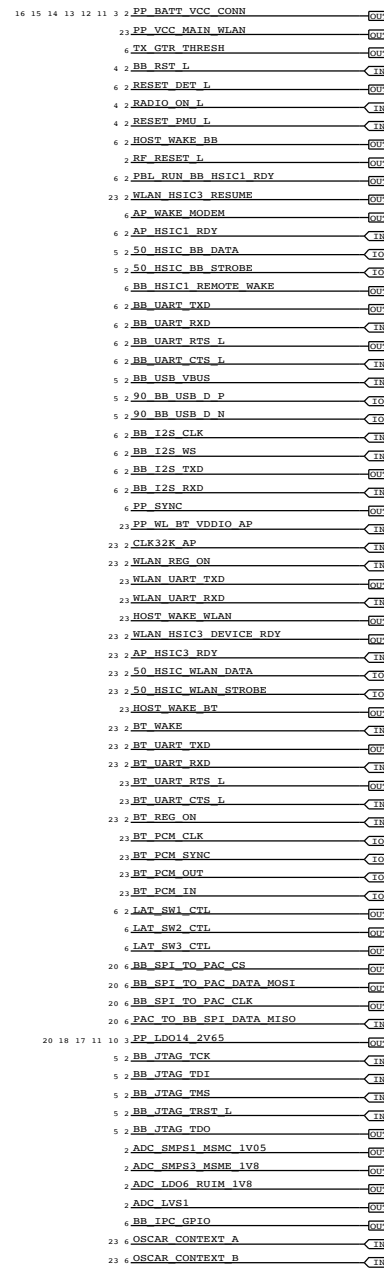 16 15 14 13 12 11 3 2 PP_BATT_VCC_CONN OUT
23 PP_VCC_MAIN_WLAN OUT
6 TX_GTR_THRESH OUT
4 2 BB_RST_L IN
6 2 RESET_DET_L OUT
4 2 RADIO_ON_L IN
4 2 RESET_PMU_L IN
6 2 HOST_WAKE_BB OUT
2 RF_RESET_L OUT
6 2 PBL_RUN_BB_HSIC1_RDY OUT
23 2 WLAN_HSIC3_RESUME OUT
6 AP_WAKE_MODEM OUT
6 2 AP_HSIC1_RDY IN
5 2 50_HSIC_BB_DATA IO
5 2 50_HSIC_BB_STROBE IO
6 BB_HSIC1_REMOTE_WAKE OUT
6 2 BB_UART_TXD OUT
6 2 BB_UART_RXD IN
6 2 BB_UART_RTS_L OUT
6 2 BB_UART_CTS_L IN
5 2 BB_USB_VBUS IN
5 2 90_BB_USB_D_P IO
5 2 90_BB_USB_D_N IO
6 2 BB_I2S_CLK IN
6 2 BB_I2S_WS IN
6 2 BB_I2S_TXD OUT
6 2 BB_I2S_RXD IN
6 PP_SYNC OUT
23 PP_WL_BT_VDDIO_AP IN
23 2 CLK32K_AP IN
23 2 WLAN_REG_ON IN
23 WLAN_UART_TXD OUT
23 WLAN_UART_RXD IN
23 HOST_WAKE_WLAN OUT
23 2 WLAN_HSIC3_DEVICE_RDY OUT
23 2 AP_HSIC3_RDY IN
23 2 50_HSIC_WLAN_DATA IO
23 2 50_HSIC_WLAN_STROBE IO
23 HOST_WAKE_BT OUT
23 2 BT_WAKE IN
23 2 BT_UART_TXD OUT
23 2 BT_UART_RXD IN
23 BT_UART_RTS_L OUT
23 BT_UART_CTS_L IN
23 2 BT_REG_ON IN
23 BT_PCM_CLK IO
23 BT_PCM_SYNC IO
23 BT_PCM_OUT IO
23 BT_PCM_IN IO
6 2 LAT_SW1_CTL OUT
6 LAT_SW2_CTL OUT
6 LAT_SW3_CTL OUT
20 6 BB_SPI_TO_PAC_CS OUT
20 6 BB_SPI_TO_PAC_DATA_MOSI OUT
20 6 BB_SPI_TO_PAC_CLK OUT
20 6 PAC_TO_BB_SPI_DATA_MISO IN
20 18 17 11 10 3 PP_LDO14_2V65 OUT
5 2 BB_JTAG_TCK IN
5 2 BB_JTAG_TDI IN
5 2 BB_JTAG_TMS IN
5 2 BB_JTAG_TRST_L IN
5 2 BB_JTAG_TDO OUT
2 ADC_SMPS1_MSMC_1V05 OUT
2 ADC_SMPS3_MSME_1V8 OUT
2 ADC_LDO6_RUIM_1V8 OUT
2 ADC_LVS1 OUT
6 BB_IPC_GPIO OUT
23 6 OSCAR_CONTEXT_A IN
23 6 OSCAR_CONTEXT_B IN